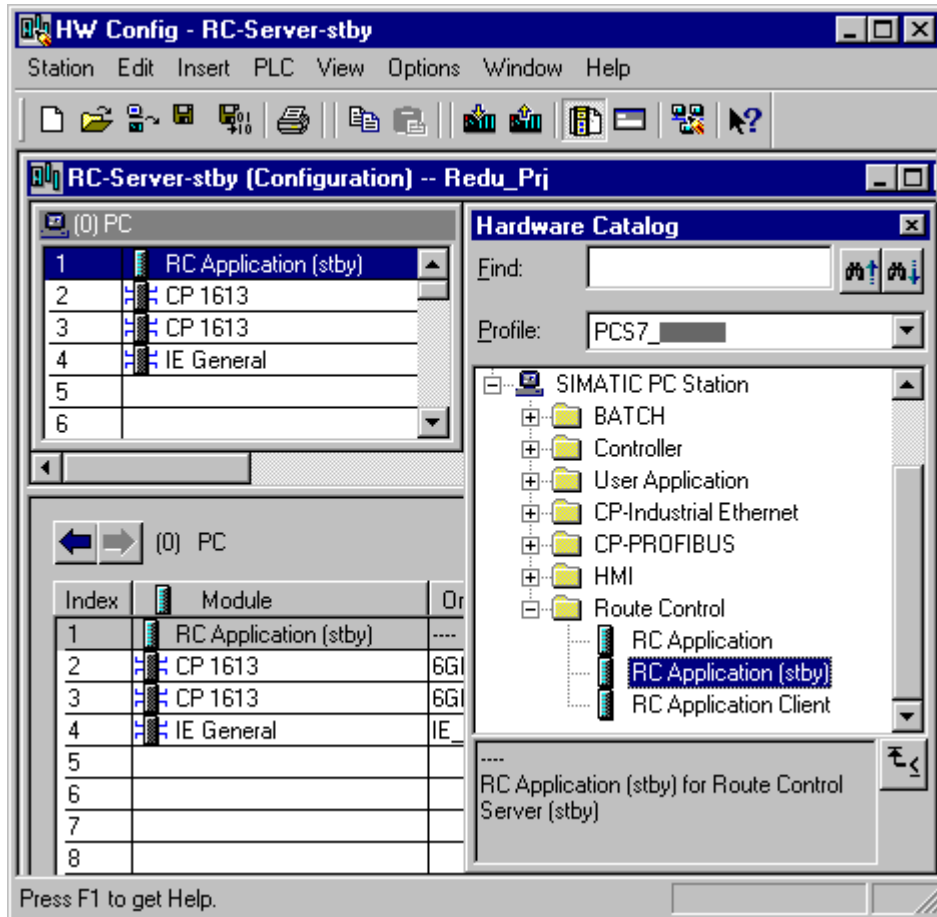 HW Config - RC-Server-stby
Station Edit Insert PLC View Options Window Help
RC-Server-stby (Configuration) -- Redu_Prj
(0) PC
1 RC Application (stby)
2 CP 1613
3 CP 1613
4 IE General
5
6
Hardware Catalog
Find:
Profile: PCS7_
SIMATIC PC Station
BATCH
Controller
User Application
CP-Industrial Ethernet
CP-PROFIBUS
HMI
Route Control
RC Application
RC Application (stby)
RC Application Client
----
RC Application (stby) for Route Control
Server (stby)
(0) PC
Index Module Or
1 RC Application (stby) ----
2 CP 1613 6GI
3 CP 1613 6GI
4 IE General IE_
5
6
7
8
Press F1 to get Help.